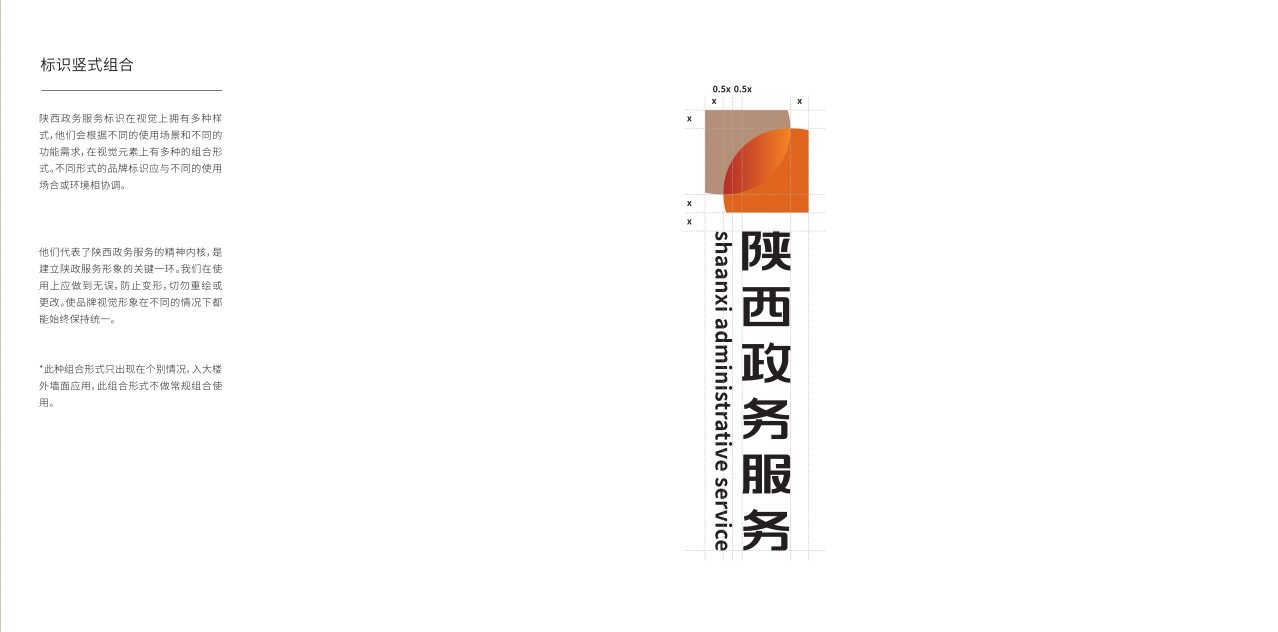 标识竖式组合
陕西政务服务标识在视觉上拥有多种样
式,他们会根据不同的使用场景和不同的
功能需求,在视觉元素上有多种的组合形
式。不同形式的品牌标识应与不同的使用
场合或环境相协调。
他们代表了陕西政务服务的精神内核,是
建立陕政服务形象的关键一环。我们在使
用上应做到无误,防止变形,切勿重绘或
更改。使品牌视觉形象在不同的情况下都
能始终保持统一。
*此种组合形式只出现在个别情况,入大楼
外墙面应用,此组合形式不做常规组合使
用。
0.5x 0.5x
x
x
x
x
x
陕西政务服务
shaanxi administrative service